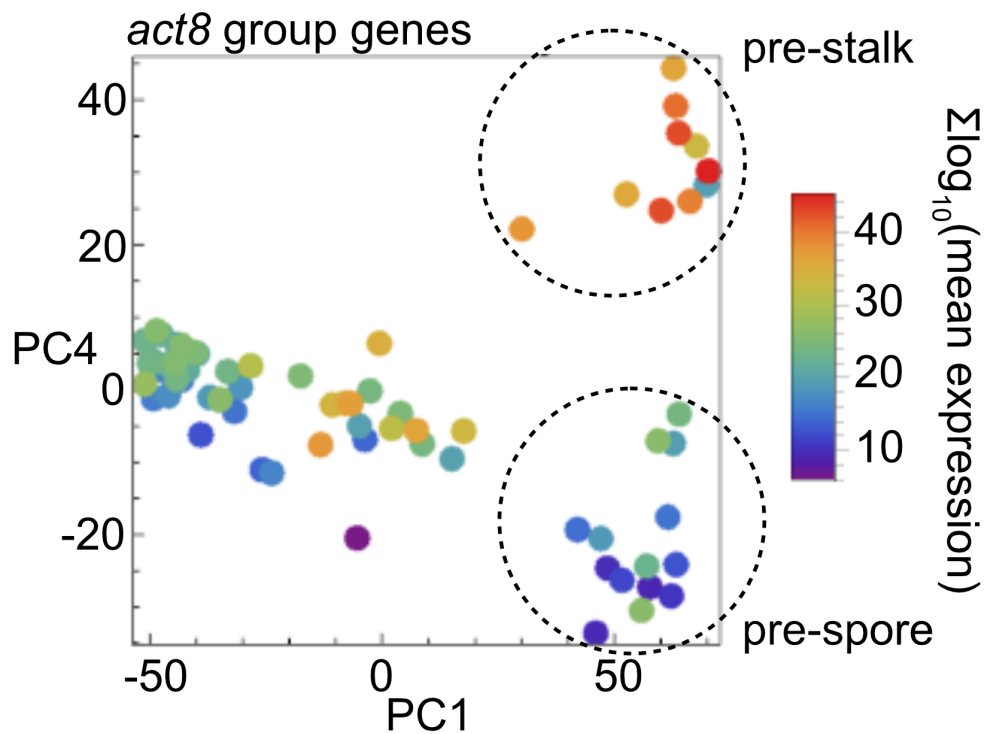 act8 group genes
pre-stalk
40
20
0
-20
PC4
-50
0
50
PC1
pre-spore
40
30
20
10
Σlog10(mean expression)